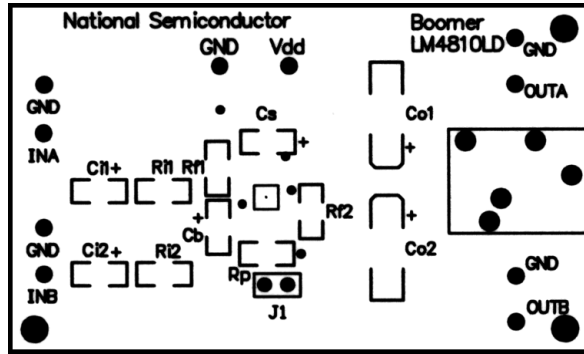 National Semiconductor
Boomer
LM4810LD
GND
Vdd
GND
GND
OUTA
INA
Cs
Co1
Ci1+
Ri1
Rf1
+
+
GND
+
Cb
Rf2
+
Co2
Ci2+
Ri2
Rp
GND
INB
J1
OUTB